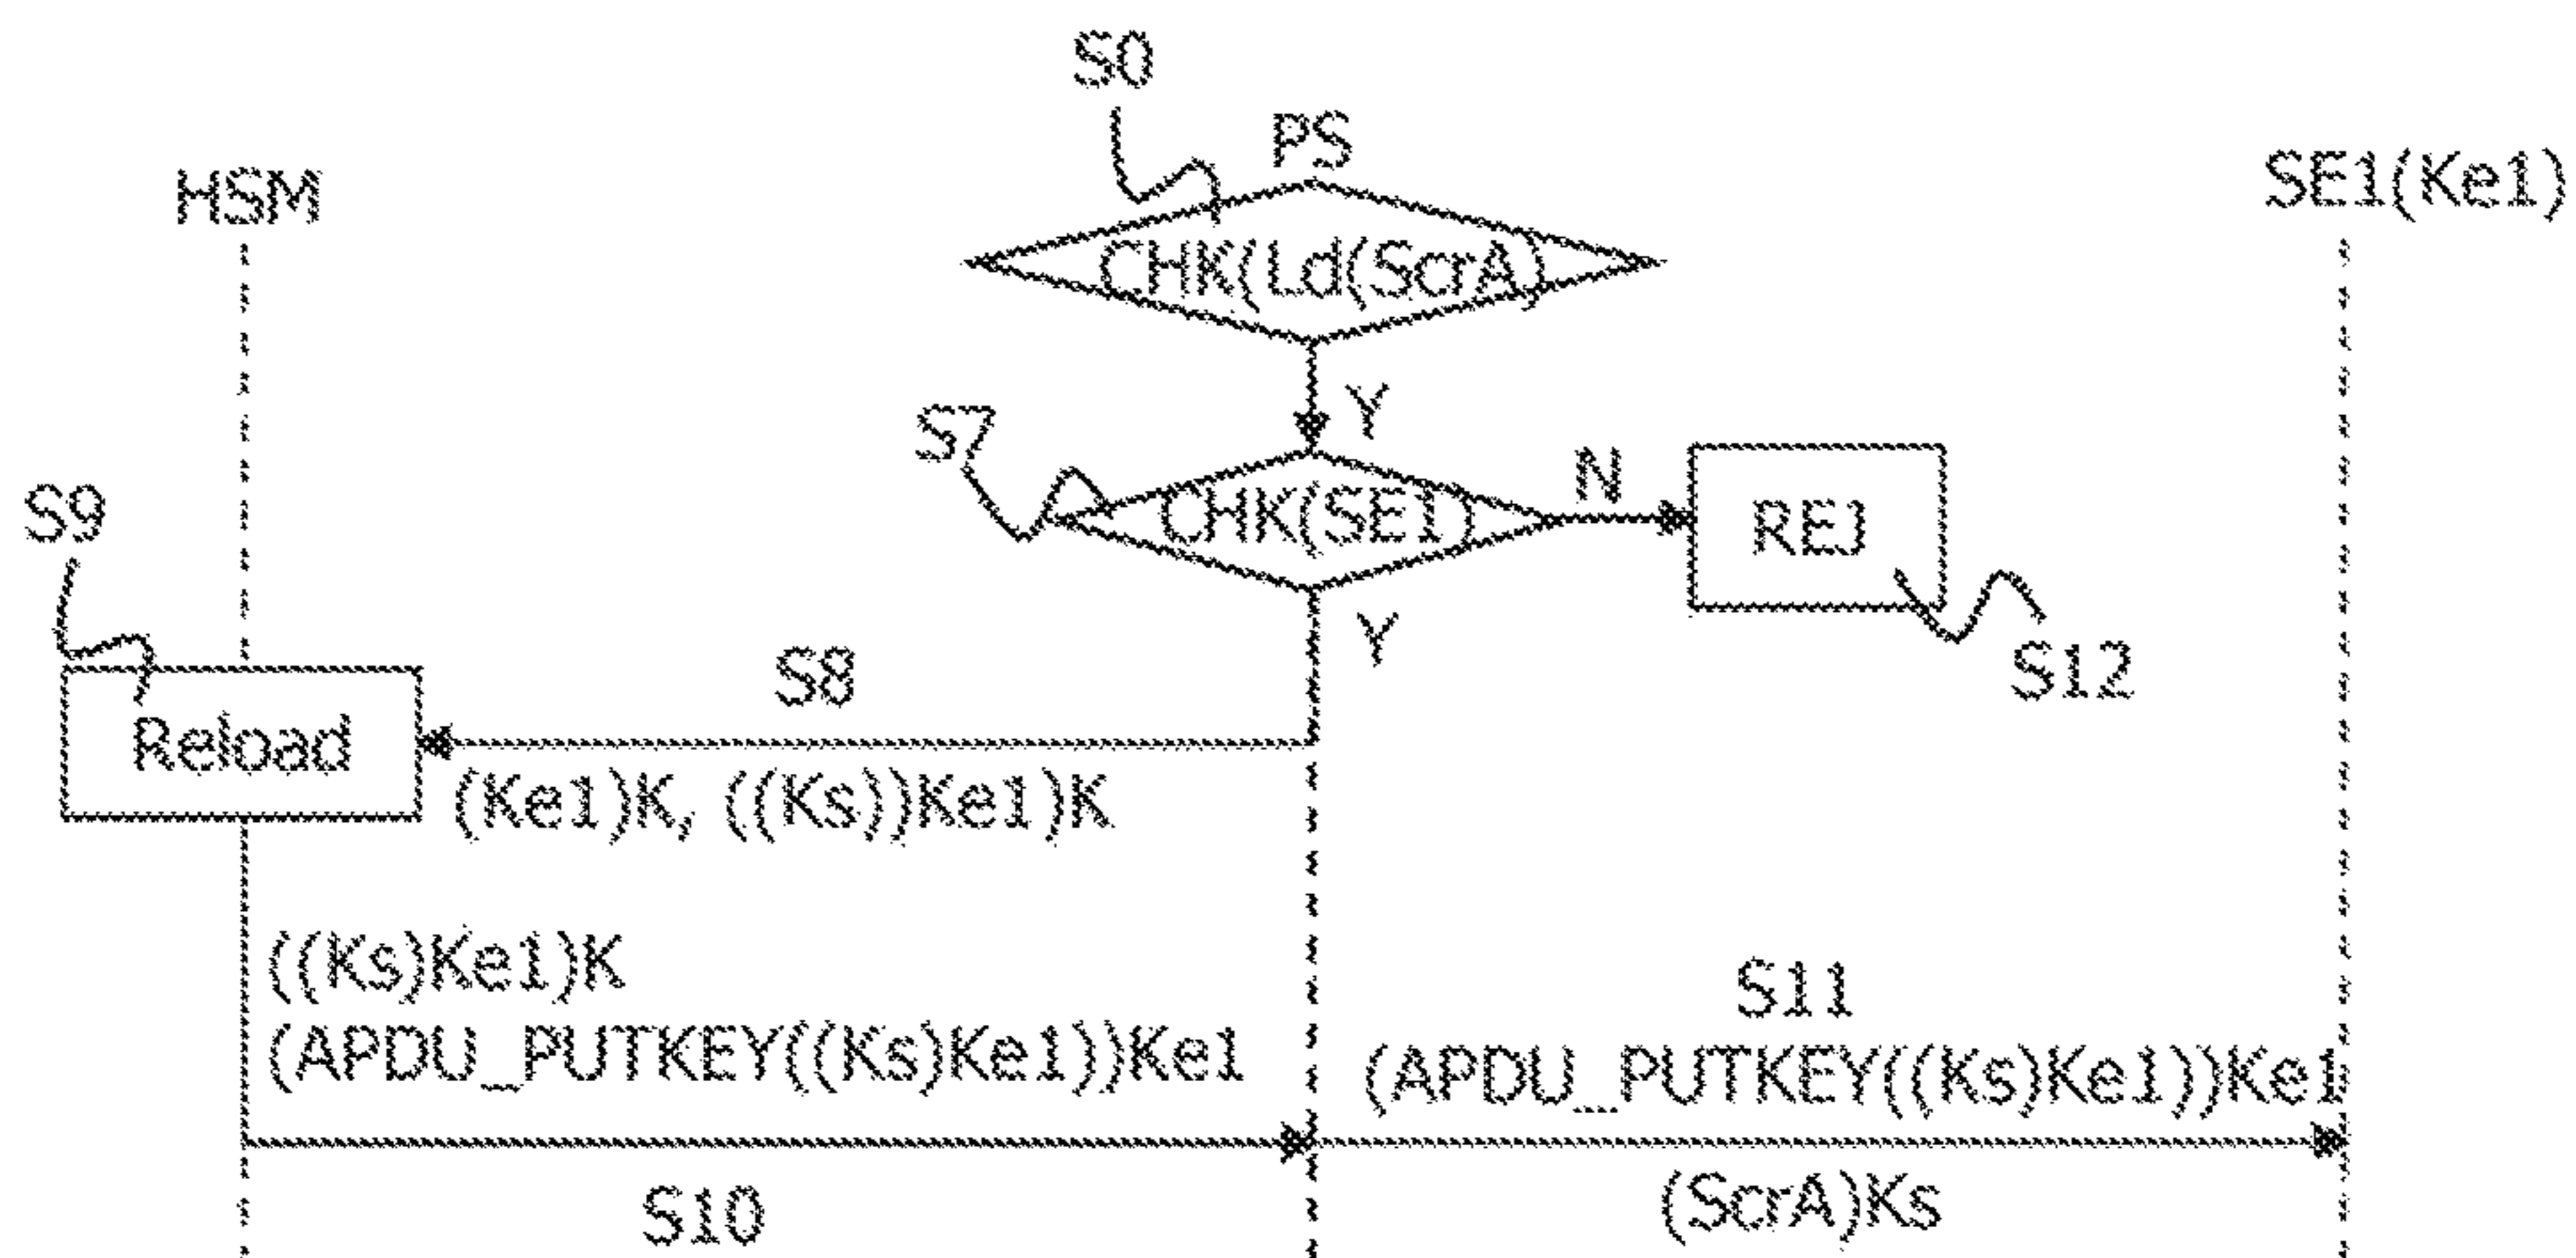 S0
PS
HSM
SE1(Ke1)
CHK(Ld(ScrA)
Y
S7
CHK(SE1)
N
REJ
S9
Y
S12
S8
Reload
(Ke1)K, ((Ks))Ke1)K
((Ks)Ke1)K
S11
(APDU_PUTKEY((Ks)Ke1))Ke1
(APDU_PUTKEY((Ks)Ke1))Ke1
S10
(ScrA)Ks